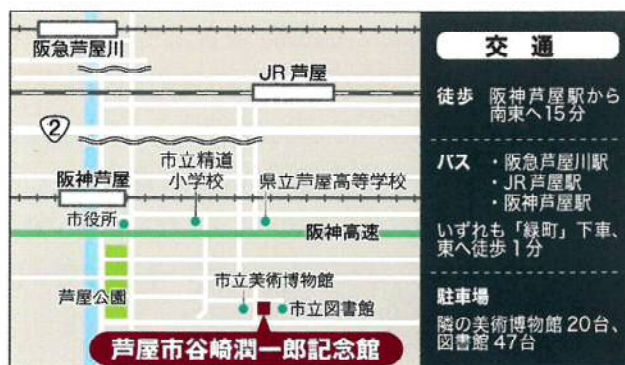 阪急芦屋川
JR 芦屋
2
市立精道
小学校
阪神芦屋
県立芦屋高等学校
市役所
阪神高速
芦屋公園
市立美術博物館
市立図書館
芦屋市谷崎潤一郎記念館
交 通
徒歩 阪神芦屋駅から
南東へ15分
バス ・阪急芦屋川駅
・JR芦屋駅
・阪神芦屋駅
いずれも「緑町」下車、
東へ徒歩1分
駐車場
隣の美術博物館20台、
図書館47台